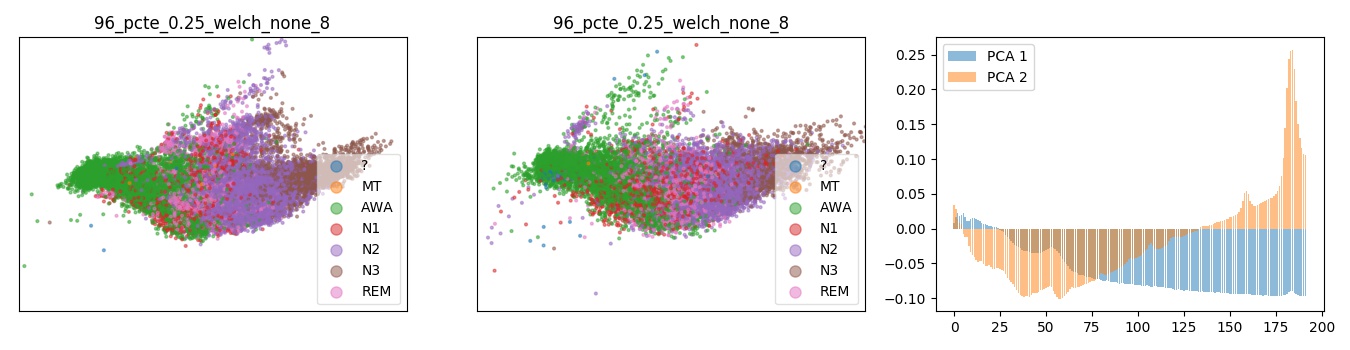 96_pcte_0.25_welch_none_8
?
MT
AWA
N1
N2
N3
REM
96_pcte_0.25_welch_none_8
?
MT
AWA
N1
N2
N3
REM
PCA 1
PCA 2
0.25
0.20
0.15
0.10
0.05
0.00
−0.05
−0.10
0 25 50 75 100 125 150 175 200